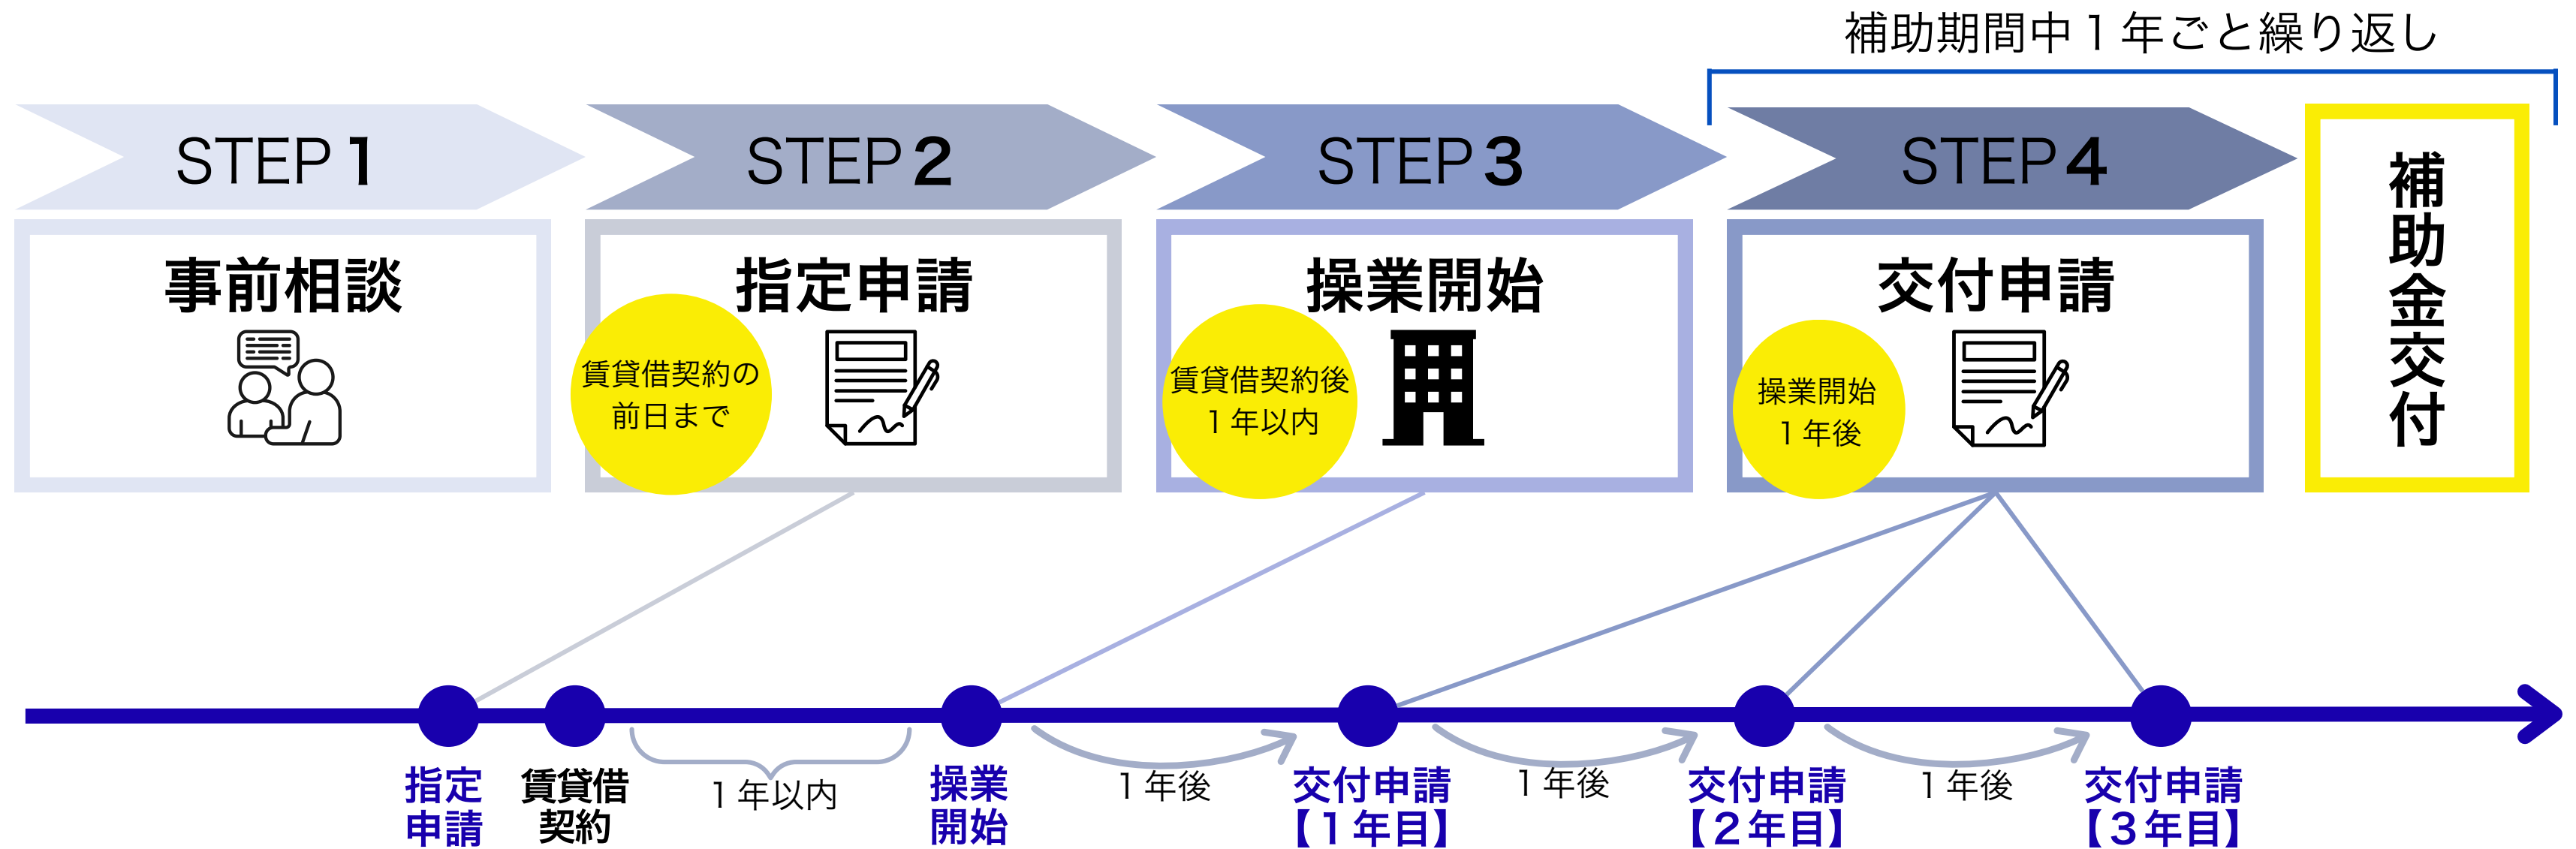 補助期間中１年ごと繰り返し
STEP 1
事前相談
STEP 2
指定申請
賃貸借契約の
前日まで
STEP 3
操業開始
賃貸借契約後
１年以内
STEP 4
交付申請
操業開始
１年後
補助金交付
指定
申請
賃貸借
契約
１年以内
操業
開始
１年後
交付申請
【１年目】
１年後
交付申請
【２年目】
１年後
交付申請
【３年目】